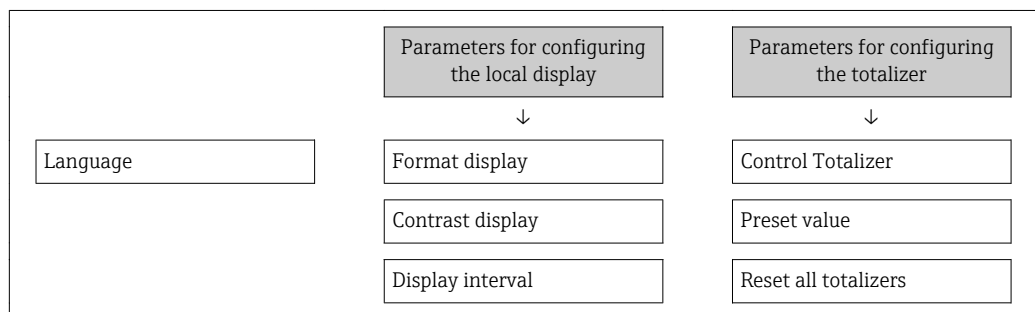 Parameters for configuring
the local display
Parameters for configuring
the totalizer
↓
↓
Language
Format display
Control Totalizer
Contrast display
Preset value
Display interval
Reset all totalizers